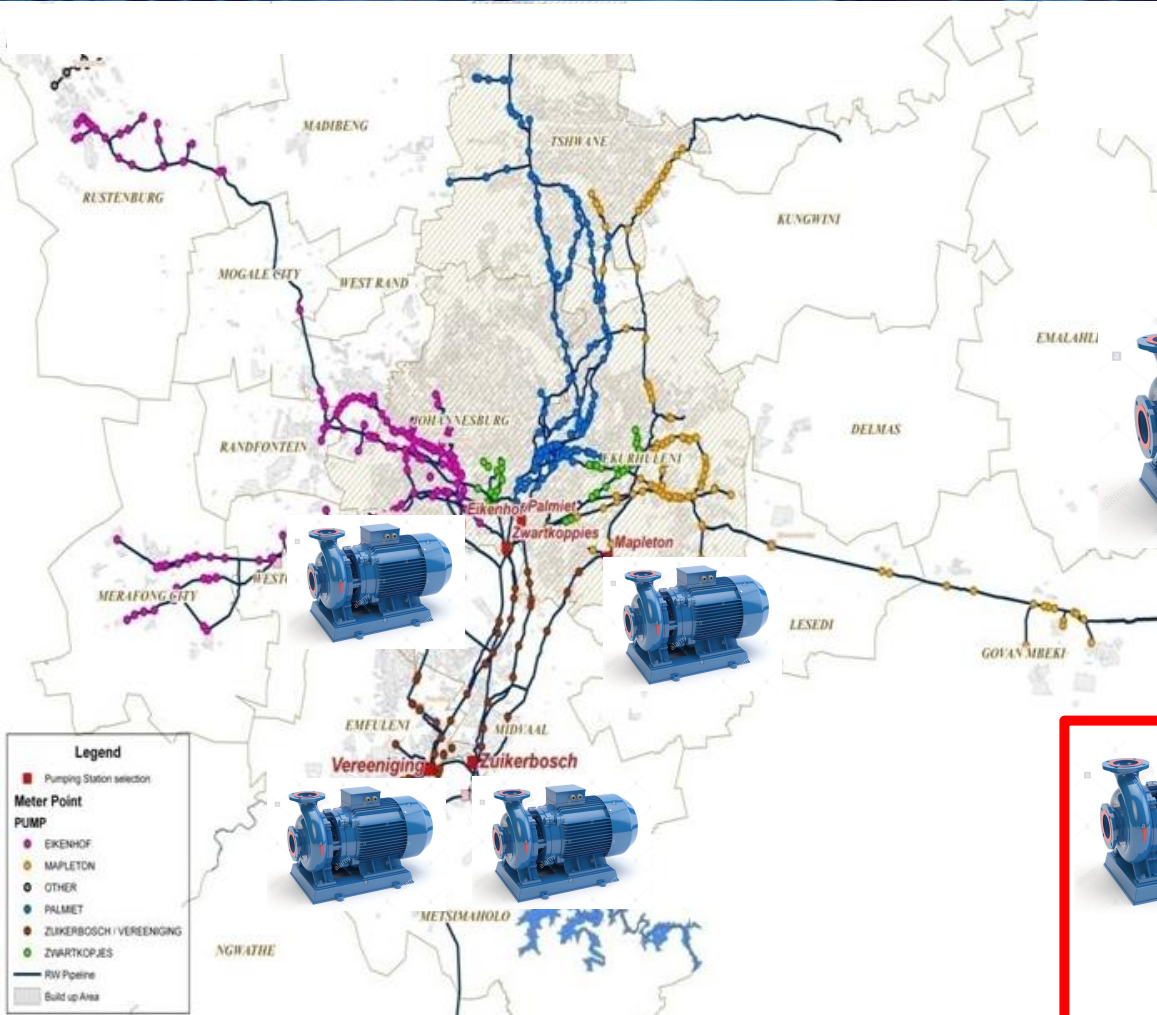 MADIBENG
TSHWANE
RUSTENBURG
KUNGWINI
MOGALE CITY
WEST RAND
EMALAHL
JOHANNESBURG
DELMAS
RANDFONTEIN
EKURHULENI
Eikenhof
Palmiet
Zwartkoppies
Mapleton
MERAFONG CITY
WESTO
LESEDI
GOVAN MBEKI
EMFULENI
MIDVAAL
Vereeniging
Zuikerbosch
METSIMAHOLO
NGWATHE
Legend
Pumping Station selection
Meter Point
PUMP
EIKENHOF
MAPLETON
OTHER
PALMIET
ZUIKERBOSCH / VEREENIGING
ZWARTKOPJES
RW Pipeline
Build up Area